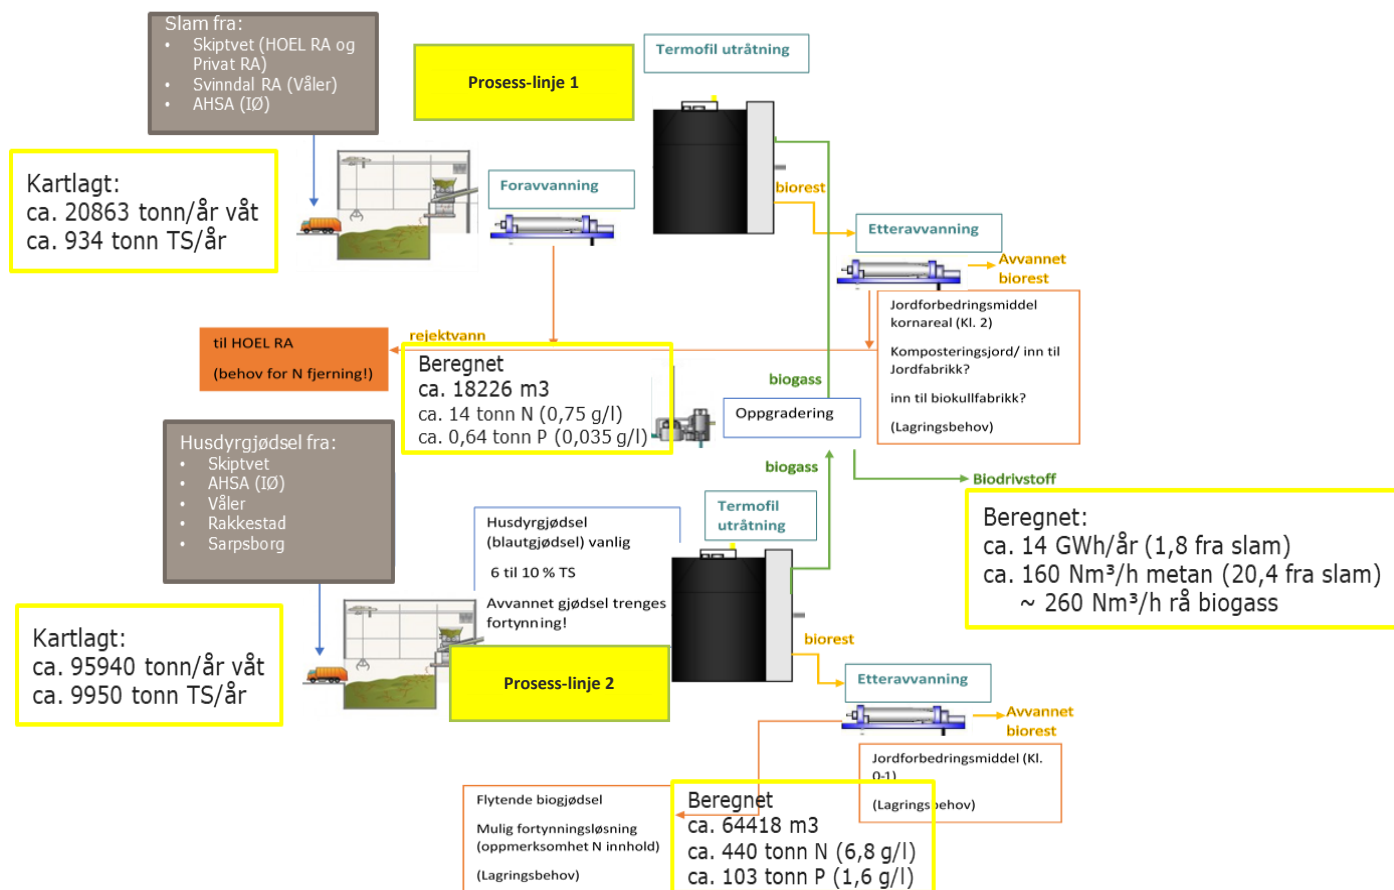 Slam fra:
• Skiptvet (HOEL RA og
Privat RA)
• Svinndal RA (Våler)
• AHSA (IØ)
Prosess-linje 1
Termofil utråtning
Kartlagt:
ca. 20863 tonn/år våt
ca. 934 tonn TS/år
Foravvanning
biorest
Etteravvanning
Avvannet
biorest
Jordforbedringsmiddel
kornareal (Kl. 2)
Komposteringsjord/ inn til
Jordfabrikk?
inn til biokullfabrikk?
(Lagringsbehov)
til HOEL RA
(behov for N fjerning!)
rejektvann
Beregnet
ca. 18226 m3
ca. 14 tonn N (0,75 g/l)
ca. 0,64 tonn P (0,035 g/l)
biogass
Oppgradering
biogass
Biodrivstoff
Beregnet:
ca. 14 GWh/år (1,8 fra slam)
ca. 160 Nm³/h metan (20,4 fra slam)
~ 260 Nm³/h rå biogass
Husdyrgjødsel fra:
• Skiptvet
• AHSA (IØ)
• Våler
• Rakkestad
• Sarpsborg
Husdyrgjødsel
(blautgjødsel) vanlig
6 til 10 % TS
Avvannet gjødsel trenges
fortynning!
Termofil
utråtning
Kartlagt:
ca. 95940 tonn/år våt
ca. 9950 tonn TS/år
Prosess-linje 2
biorest
Etteravvanning
Avvannet
biorest
Jordforbedringsmiddel (Kl.
0-1)
(Lagringsbehov)
Flytende biogjødsel
Mulig fortynningsløsning
(oppmerksomhet N innhold)
(Lagringsbehov)
Beregnet
ca. 64418 m3
ca. 440 tonn N (6,8 g/l)
ca. 103 tonn P (1,6 g/l)